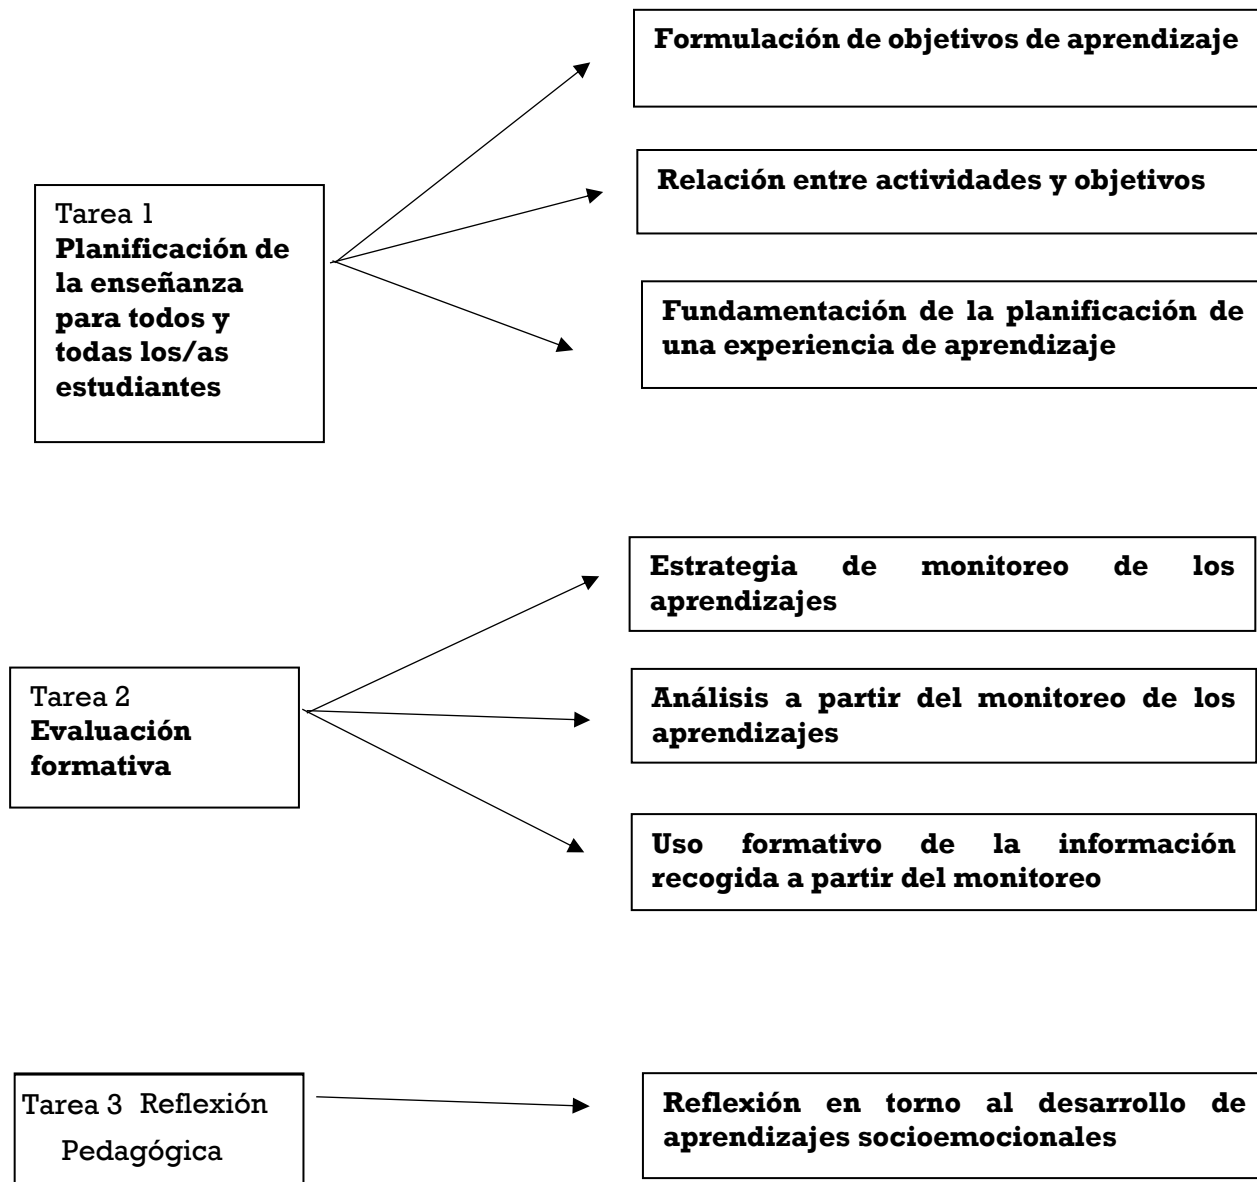 Formulación de objetivos de aprendizaje
Relación entre actividades y objetivos
Tarea 1
Planificación de
la enseñanza
para todos y
todas los/as
estudiantes
Fundamentación de la planificación de
una experiencia de aprendizaje
Estrategia de monitoreo de los
aprendizajes
Tarea 2
Evaluación
formativa
Análisis a partir del monitoreo de los
aprendizajes
Uso formativo de la información
recogida a partir del monitoreo
Tarea 3 Reflexión
Pedagógica
Reflexión en torno al desarrollo de
aprendizajes socioemocionales